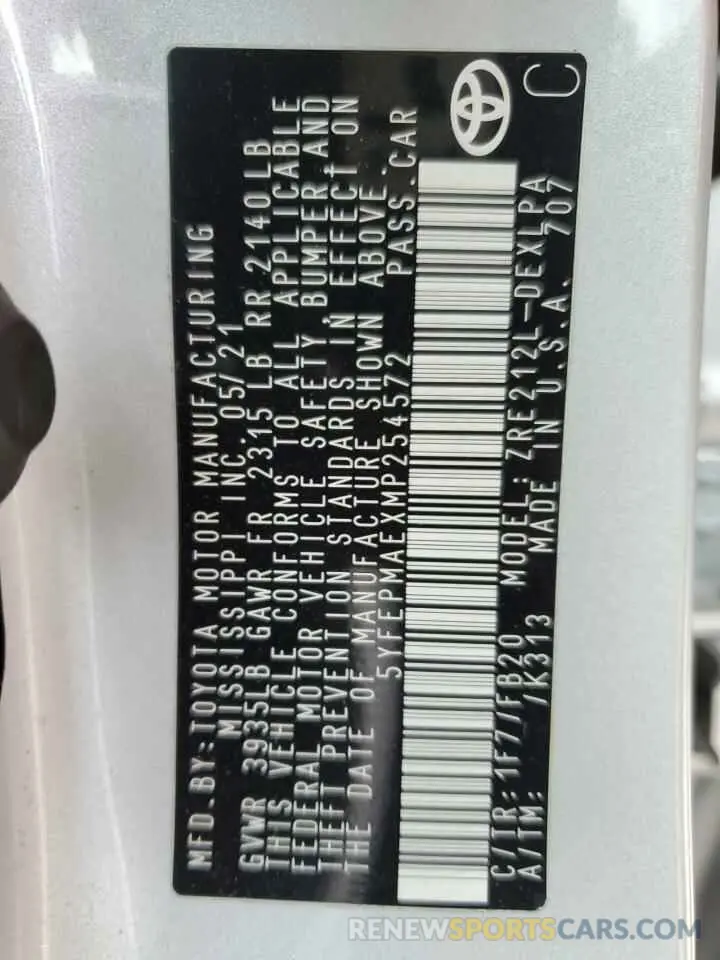 MFD.BY:TOYOTA MOTOR MANUFACTURING
MISSISSIPPI INC.05/21
GVWR 3935LB GAWR FR 2315 LB RR 2140LB
THIS VEHICLE CONFORMS TO ALL APPLICABLE
FEDERAL MOTOR VEHICLE SAFETY, BUMPER, AND
THEFT PREVENTION STANDARDS IN EFFECT ON
THE DATE OF MANUFACTURE SHOWN ABOVE.
5YFEPMAEXMP254572 PASS.CAR
C/TR:1F7/FB20 MODEL:ZRE212L-DEXLPA
A/TM: /K313 MADE IN U.S.A. 707
C
RENEWSPORTSCARS.COM